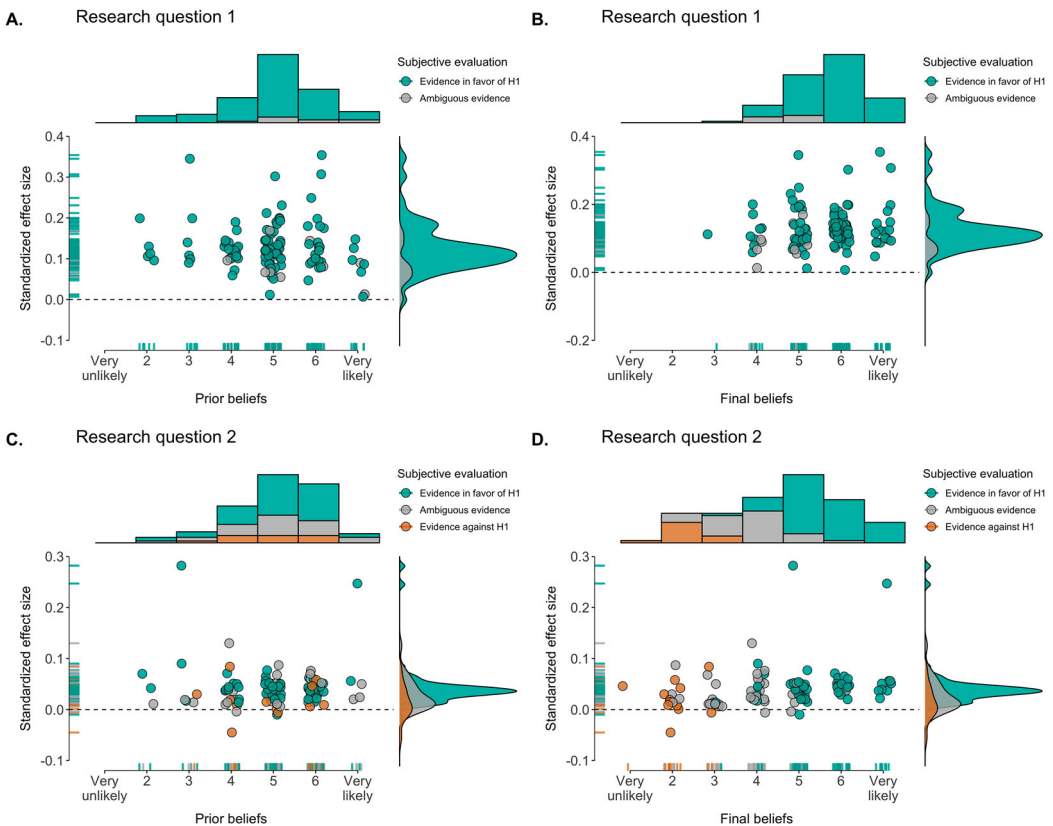 A.
Research question 1
Subjective evaluation
Evidence in favor of H1
Ambiguous evidence
Standardized effect size
0.4
0.3
0.2
0.1
0.0
-0.1
Very
unlikely
2
3
4
5
6
Very
likely
Prior beliefs
B.
Research question 1
Subjective evaluation
Evidence in favor of H1
Ambiguous evidence
Standardized effect size
0.4
0.2
0.0
-0.2
Very
unlikely
2
3
4
5
6
Very
likely
Final beliefs
C.
Research question 2
Subjective evaluation
Evidence in favor of H1
Ambiguous evidence
Evidence against H1
Standardized effect size
0.3
0.2
0.1
0.0
-0.1
Very
unlikely
2
3
4
5
6
Very
likely
Prior beliefs
D.
Research question 2
Subjective evaluation
Evidence in favor of H1
Ambiguous evidence
Evidence against H1
Standardized effect size
0.3
0.2
0.1
0.0
-0.1
Very
unlikely
2
3
4
5
6
Very
likely
Final beliefs